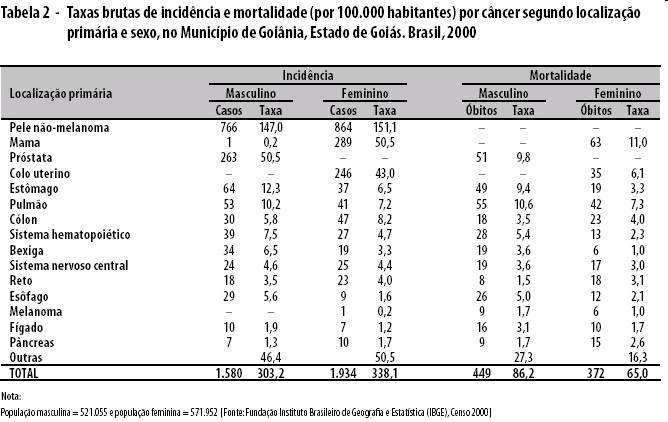 Tabela 2 - Taxas brutas de incidência e mortalidade (por 100.000 habitantes) por câncer segundo localização
primária e sexo, no Município de Goiânia, Estado de Goiás. Brasil, 2000
Localização primária Incidência Mortalidade
Masculino Feminino Masculino Feminino
Casos Taxa Casos Taxa Óbitos Taxa Óbitos Taxa
Pele não-melanoma 766 147,0 864 151,1 – – – –
Mama 1 0,2 289 50,5 – – 63 11,0
Próstata 263 50,5 – – 51 9,8 – –
Colo uterino – – 246 43,0 – – 35 6,1
Estômago 64 12,3 37 6,5 49 9,4 19 3,3
Pulmão 53 10,2 41 7,2 55 10,6 42 7,3
Cólon 30 5,8 47 8,2 18 3,5 23 4,0
Sistema hematopoiético 39 7,5 27 4,7 28 5,4 13 2,3
Bexiga 34 6,5 19 3,3 19 3,6 6 1,0
Sistema nervoso central 24 4,6 25 4,4 19 3,6 17 3,0
Reto 18 3,5 23 4,0 8 1,5 18 3,1
Esôfago 29 5,6 9 1,6 26 5,0 12 2,1
Melanoma – – 1 0,2 9 1,7 6 1,0
Fígado 10 1,9 7 1,2 16 3,1 10 1,7
Pâncreas 7 1,3 10 1,7 9 1,7 15 2,6
Outras 46,4 50,5 27,3 16,3
TOTAL 1.580 303,2 1.934 338,1 449 86,2 372 65,0
Nota:
População masculina = 521.055 e população feminina = 571.952 [Fonte: Fundação Instituto Brasileiro de Geografia e Estatística (IBGE), Censo 2000]